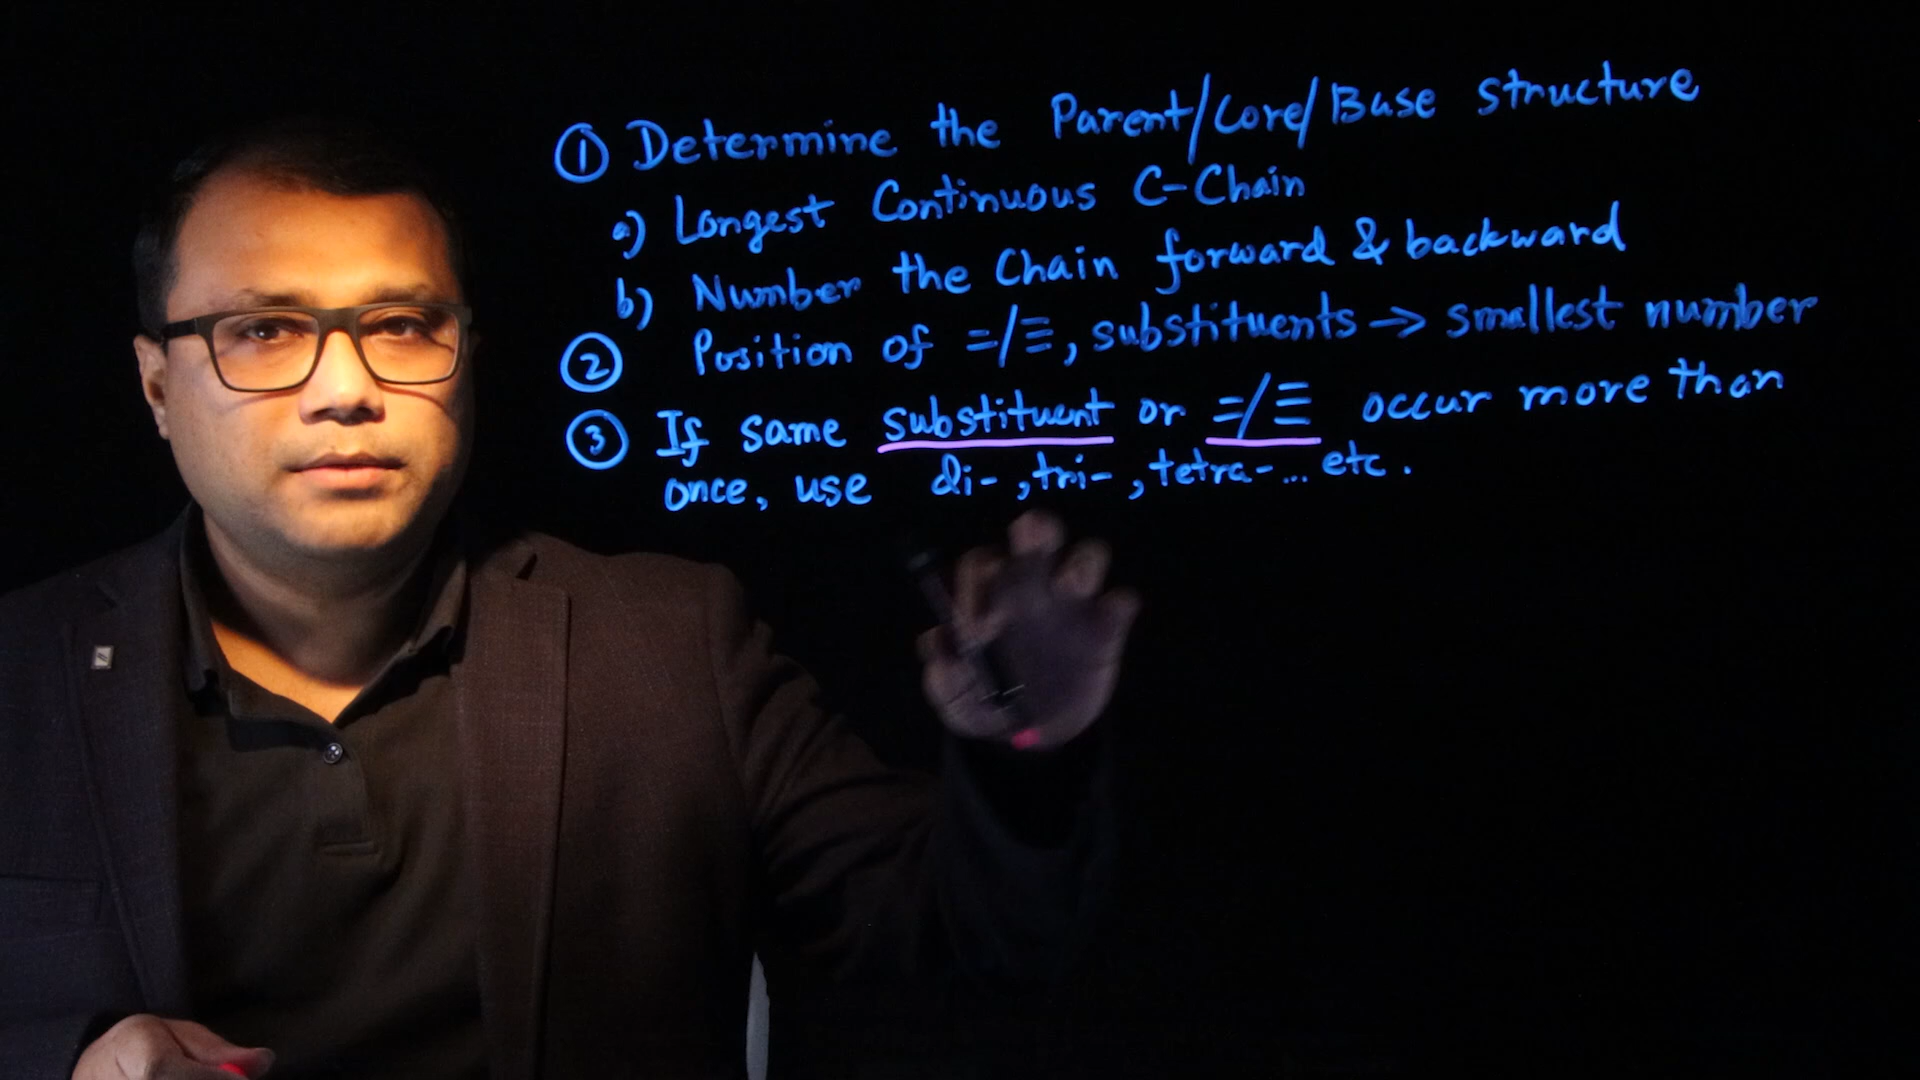 ① Determine the Parent/Core/Base structure
a) Longest Continuous C-Chain
b) Number the Chain forward & backward
② Position of =/≡, substituents → smallest number
③ If same substituent or =/≡ occur more than
once, use di-, tri-, tetra-... etc.